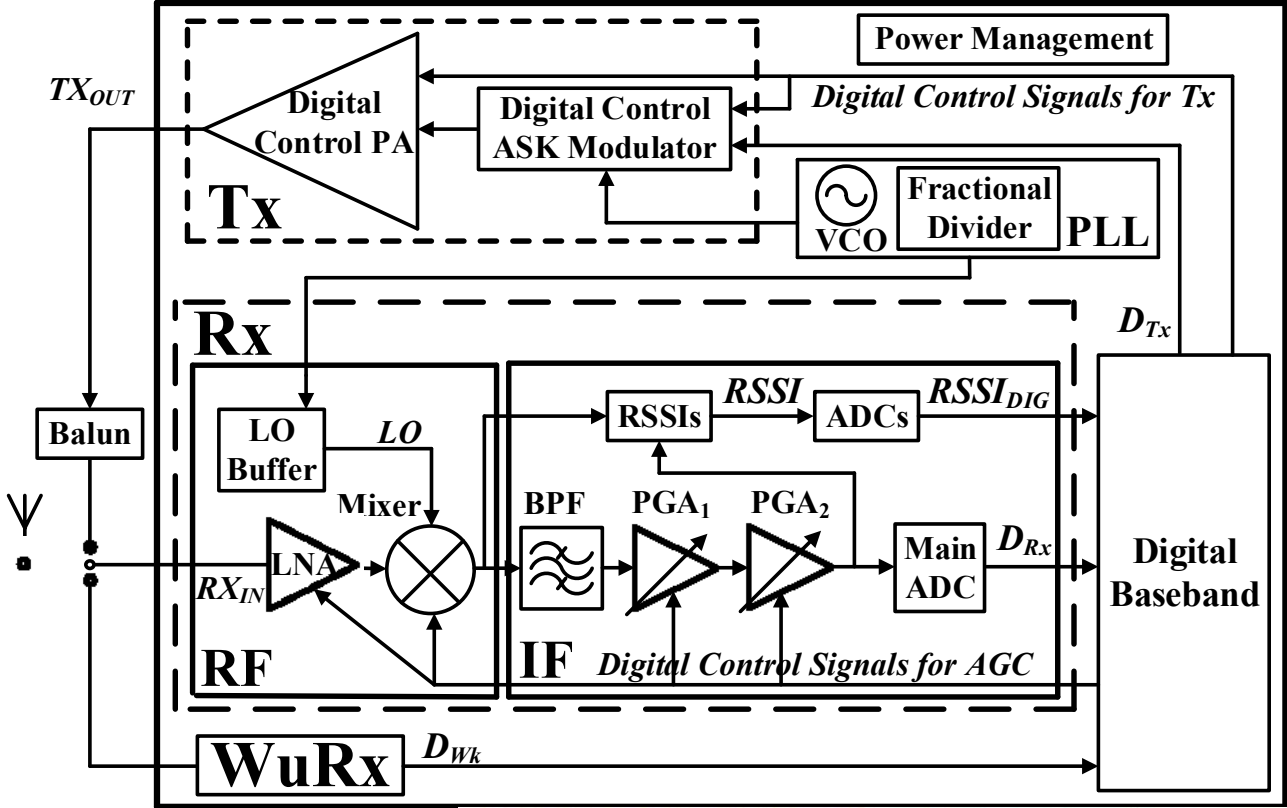 Power Management
TX_OUT
Digital
Control PA
Digital Control
ASK Modulator
Digital Control Signals for Tx
Tx
VCO
Fractional
Divider
PLL
Rx
D_Tx
Balun
LO
Buffer
LO
Mixer
RSSIs
RSSI
ADCs
RSSI_DIG
BPF
PGA_1
PGA_2
LNA
RX_IN
Main
ADC
D_Rx
Digital
Baseband
RF
IF
Digital Control Signals for AGC
WuRx
D_Wk